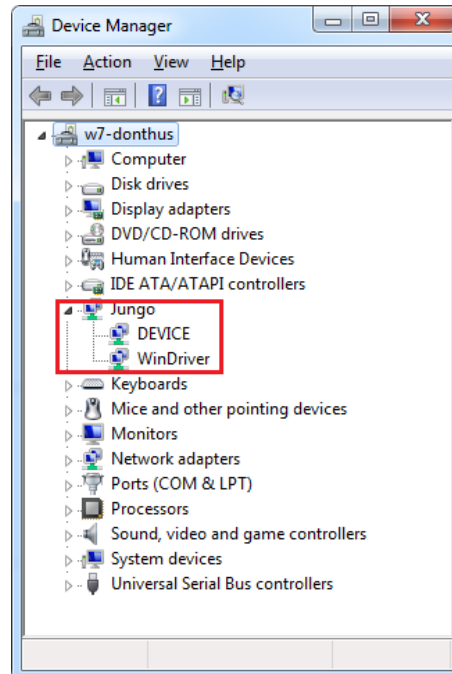 Device Manager
File Action View Help
w7-donthus
Computer
Disk drives
Display adapters
DVD/CD-ROM drives
Human Interface Devices
IDE ATA/ATAPI controllers
Jungo
DEVICE
WinDriver
Keyboards
Mice and other pointing devices
Monitors
Network adapters
Ports (COM & LPT)
Processors
Sound, video and game controllers
System devices
Universal Serial Bus controllers